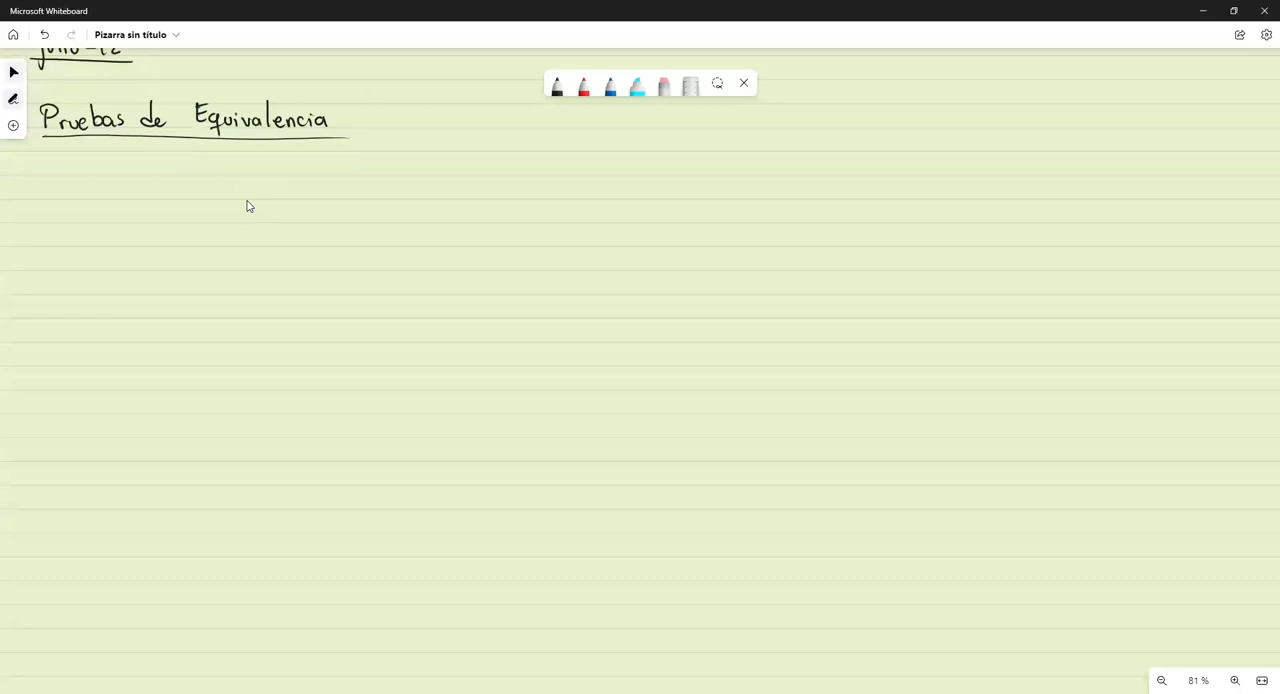 Microsoft Whiteboard
Pizarra sin título
Pruebas de Equivalencia
81 %